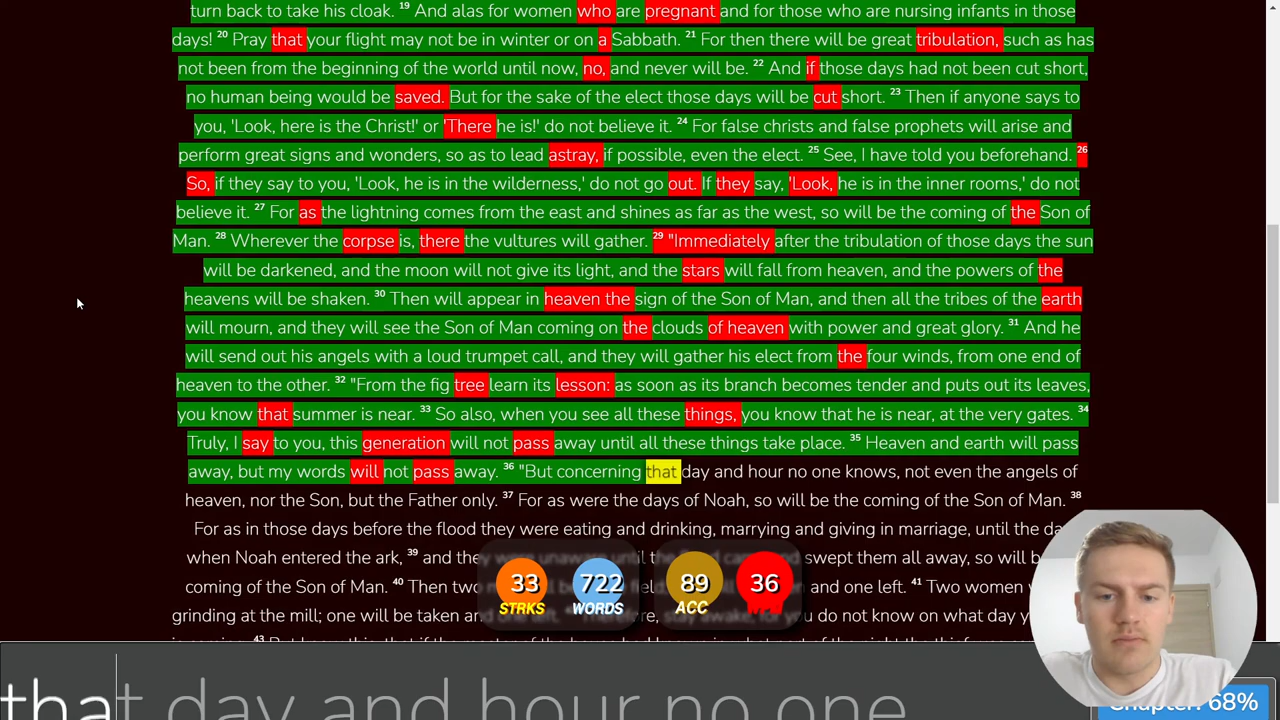 turn back to take his cloak. 19 And alas for women who are pregnant and for those who are nursing infants in those
days! 20 Pray that your flight may not be in winter or on a Sabbath. 21 For then there will be great tribulation, such as has
not been from the beginning of the world until now, no, and never will be. 22 And if those days had not been cut short,
no human being would be saved. But for the sake of the elect those days will be cut short. 23 Then if anyone says to
you, 'Look, here is the Christ!' or 'There he is!' do not believe it. 24 For false christs and false prophets will arise and
perform great signs and wonders, so as to lead astray, if possible, even the elect. 25 See, I have told you beforehand. 26
So, if they say to you, 'Look, he is in the wilderness,' do not go out. If they say, 'Look, he is in the inner rooms,' do not
believe it. 27 For as the lightning comes from the east and shines as far as the west, so will be the coming of the Son of
Man. 28 Wherever the corpse is, there the vultures will gather. 29 "Immediately after the tribulation of those days the sun
will be darkened, and the moon will not give its light, and the stars will fall from heaven, and the powers of the
heavens will be shaken. 30 Then will appear in heaven the sign of the Son of Man, and then all the tribes of the earth
will mourn, and they will see the Son of Man coming on the clouds of heaven with power and great glory. 31 And he
will send out his angels with a loud trumpet call, and they will gather his elect from the four winds, from one end of
heaven to the other. 32 "From the fig tree learn its lesson: as soon as its branch becomes tender and puts out its leaves,
you know that summer is near. 33 So also, when you see all these things, you know that he is near, at the very gates. 34
Truly, I say to you, this generation will not pass away until all these things take place. 35 Heaven and earth will pass
away, but my words will not pass away. 36 "But concerning that day and hour no one knows, not even the angels of
heaven, nor the Son, but the Father only. 37 For as were the days of Noah, so will be the coming of the Son of Man. 38
For as in those days before the flood they were eating and drinking, marrying and giving in marriage, until the
when Noah entered the ark, 39 and they were unaware until the swept them all away, so will
coming of the Son of Man. 40 Then two and one left. 41 Two women
grinding at the mill; one will be taken and you do not know on what day
33 722 89 36
STRKS WORDS ACC
that day and hour no one
Chapter: 68%